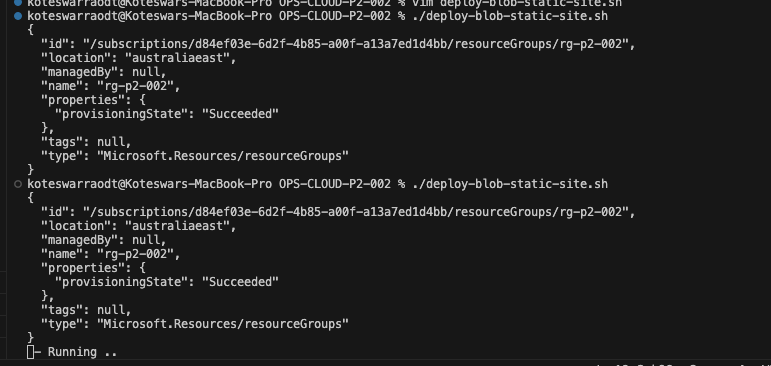 koteswarraodt@Koteswars-MacBook-Pro OPS-CLOUD-P2-002 % vim deploy-blob-static-site.sh
koteswarraodt@Koteswars-MacBook-Pro OPS-CLOUD-P2-002 % ./deploy-blob-static-site.sh
{
  "id": "/subscriptions/d84ef03e-6d2f-4b85-a00f-a13a7ed1d4bb/resourceGroups/rg-p2-002",
  "location": "australiaeast",
  "managedBy": null,
  "name": "rg-p2-002",
  "properties": {
    "provisioningState": "Succeeded"
  },
  "tags": null,
  "type": "Microsoft.Resources/resourceGroups"
}
koteswarraodt@Koteswars-MacBook-Pro OPS-CLOUD-P2-002 % ./deploy-blob-static-site.sh
{
  "id": "/subscriptions/d84ef03e-6d2f-4b85-a00f-a13a7ed1d4bb/resourceGroups/rg-p2-002",
  "location": "australiaeast",
  "managedBy": null,
  "name": "rg-p2-002",
  "properties": {
    "provisioningState": "Succeeded"
  },
  "tags": null,
  "type": "Microsoft.Resources/resourceGroups"
}
- Running ..